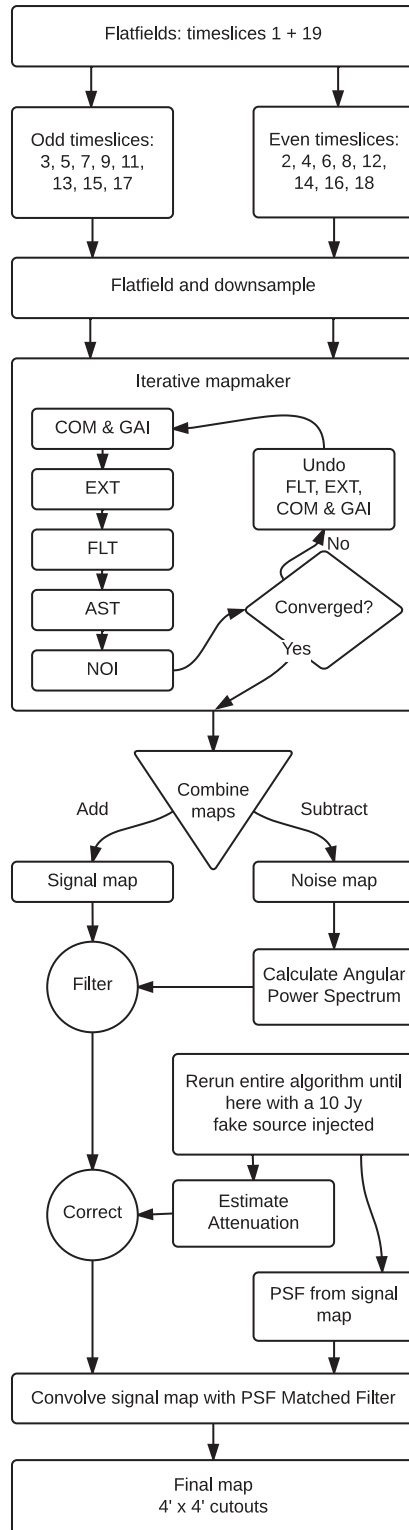 Flatfields: timeslices 1 + 19
Odd timeslices:
3, 5, 7, 9, 11,
13, 15, 17
Even timeslices:
2, 4, 6, 8, 12,
14, 16, 18
Flatfield and downsample
Iterative mapmaker
COM & GAI
EXT
FLT
AST
NOI
Undo
FLT, EXT,
COM & GAI
No
Converged?
Yes
Combine
maps
Add
Subtract
Signal map
Noise map
Filter
Calculate Angular
Power Spectrum
Rerun entire algorithm until
here with a 10 Jy
fake source injected
Correct
Estimate
Attenuation
PSF from signal
map
Convolve signal map with PSF Matched Filter
Final map
4' x 4' cutouts